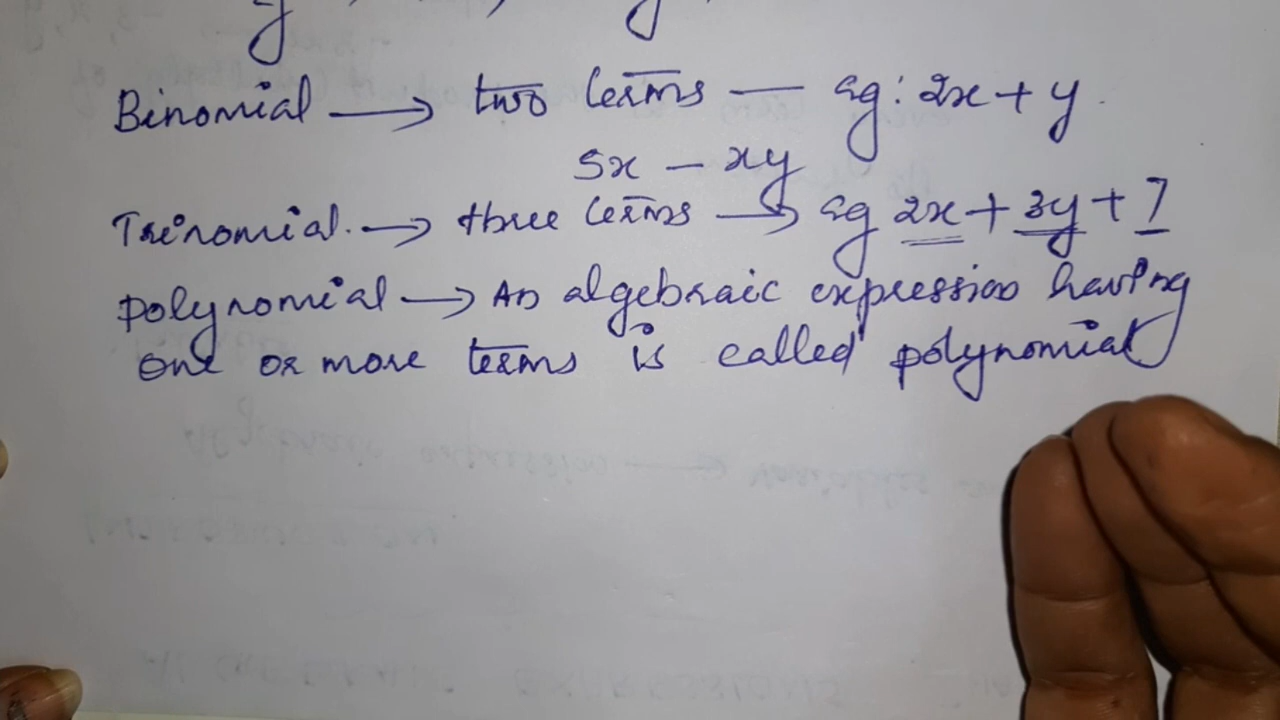 Binomial → two terms — eg: 2x + y
5x - xy
Trinomial. → three terms → eg 2x + 3y + 7
Polynomial → An algebraic expression having
one or more terms is called polynomial